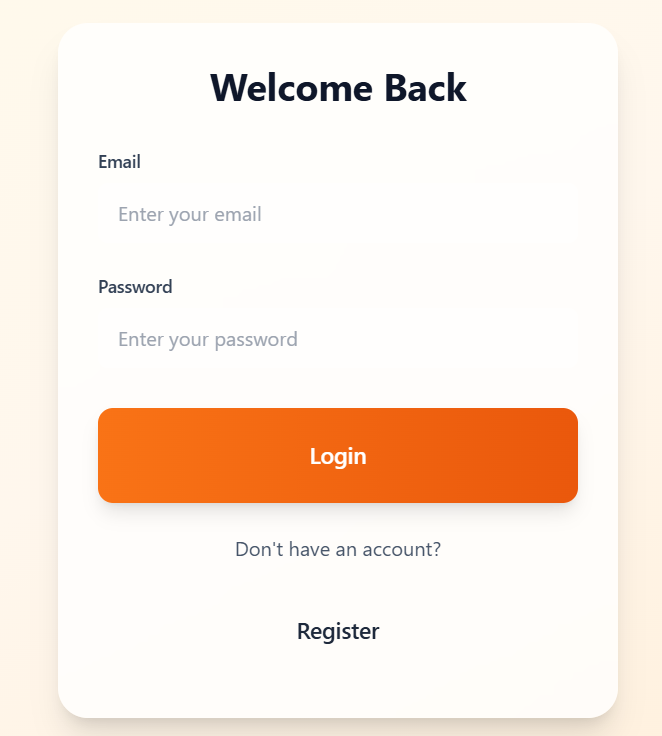 Welcome Back
Email
Enter your email
Password
Enter your password
Login
Don't have an account?
Register